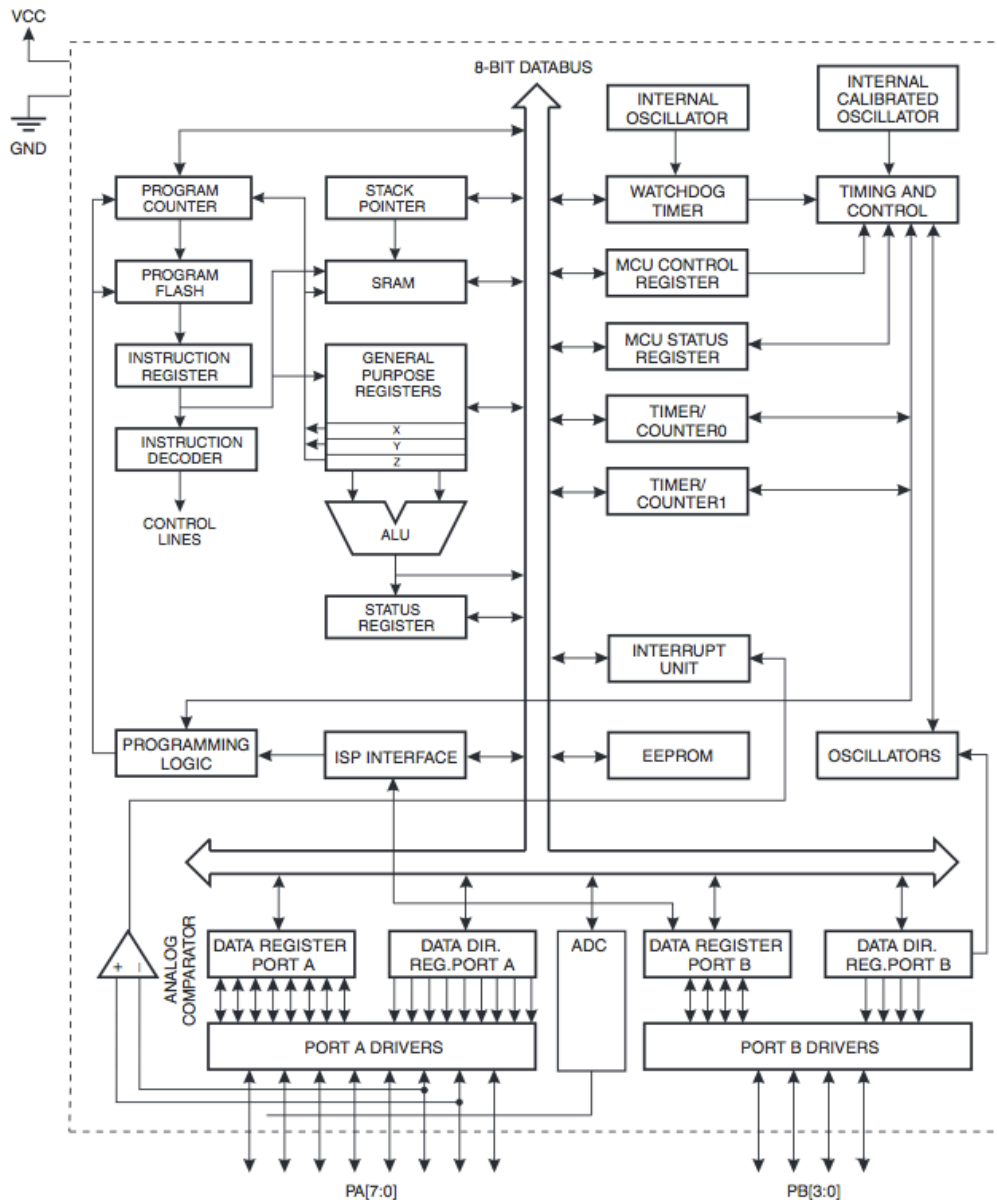 VCC
GND
8-BIT DATABUS
INTERNAL
OSCILLATOR
INTERNAL
CALIBRATED
OSCILLATOR
PROGRAM
COUNTER
STACK
POINTER
WATCHDOG
TIMER
TIMING AND
CONTROL
PROGRAM
FLASH
SRAM
MCU CONTROL
REGISTER
INSTRUCTION
REGISTER
GENERAL
PURPOSE
REGISTERS
X
Y
Z
MCU STATUS
REGISTER
INSTRUCTION
DECODER
TIMER/
COUNTER0
CONTROL
LINES
ALU
TIMER/
COUNTER1
STATUS
REGISTER
INTERRUPT
UNIT
PROGRAMMING
LOGIC
ISP INTERFACE
EEPROM
OSCILLATORS
ANALOG
COMPARATOR
+ −
DATA REGISTER
PORT A
DATA DIR.
REG.PORT A
ADC
DATA REGISTER
PORT B
DATA DIR.
REG.PORT B
PORT A DRIVERS
PORT B DRIVERS
PA[7:0]
PB[3:0]